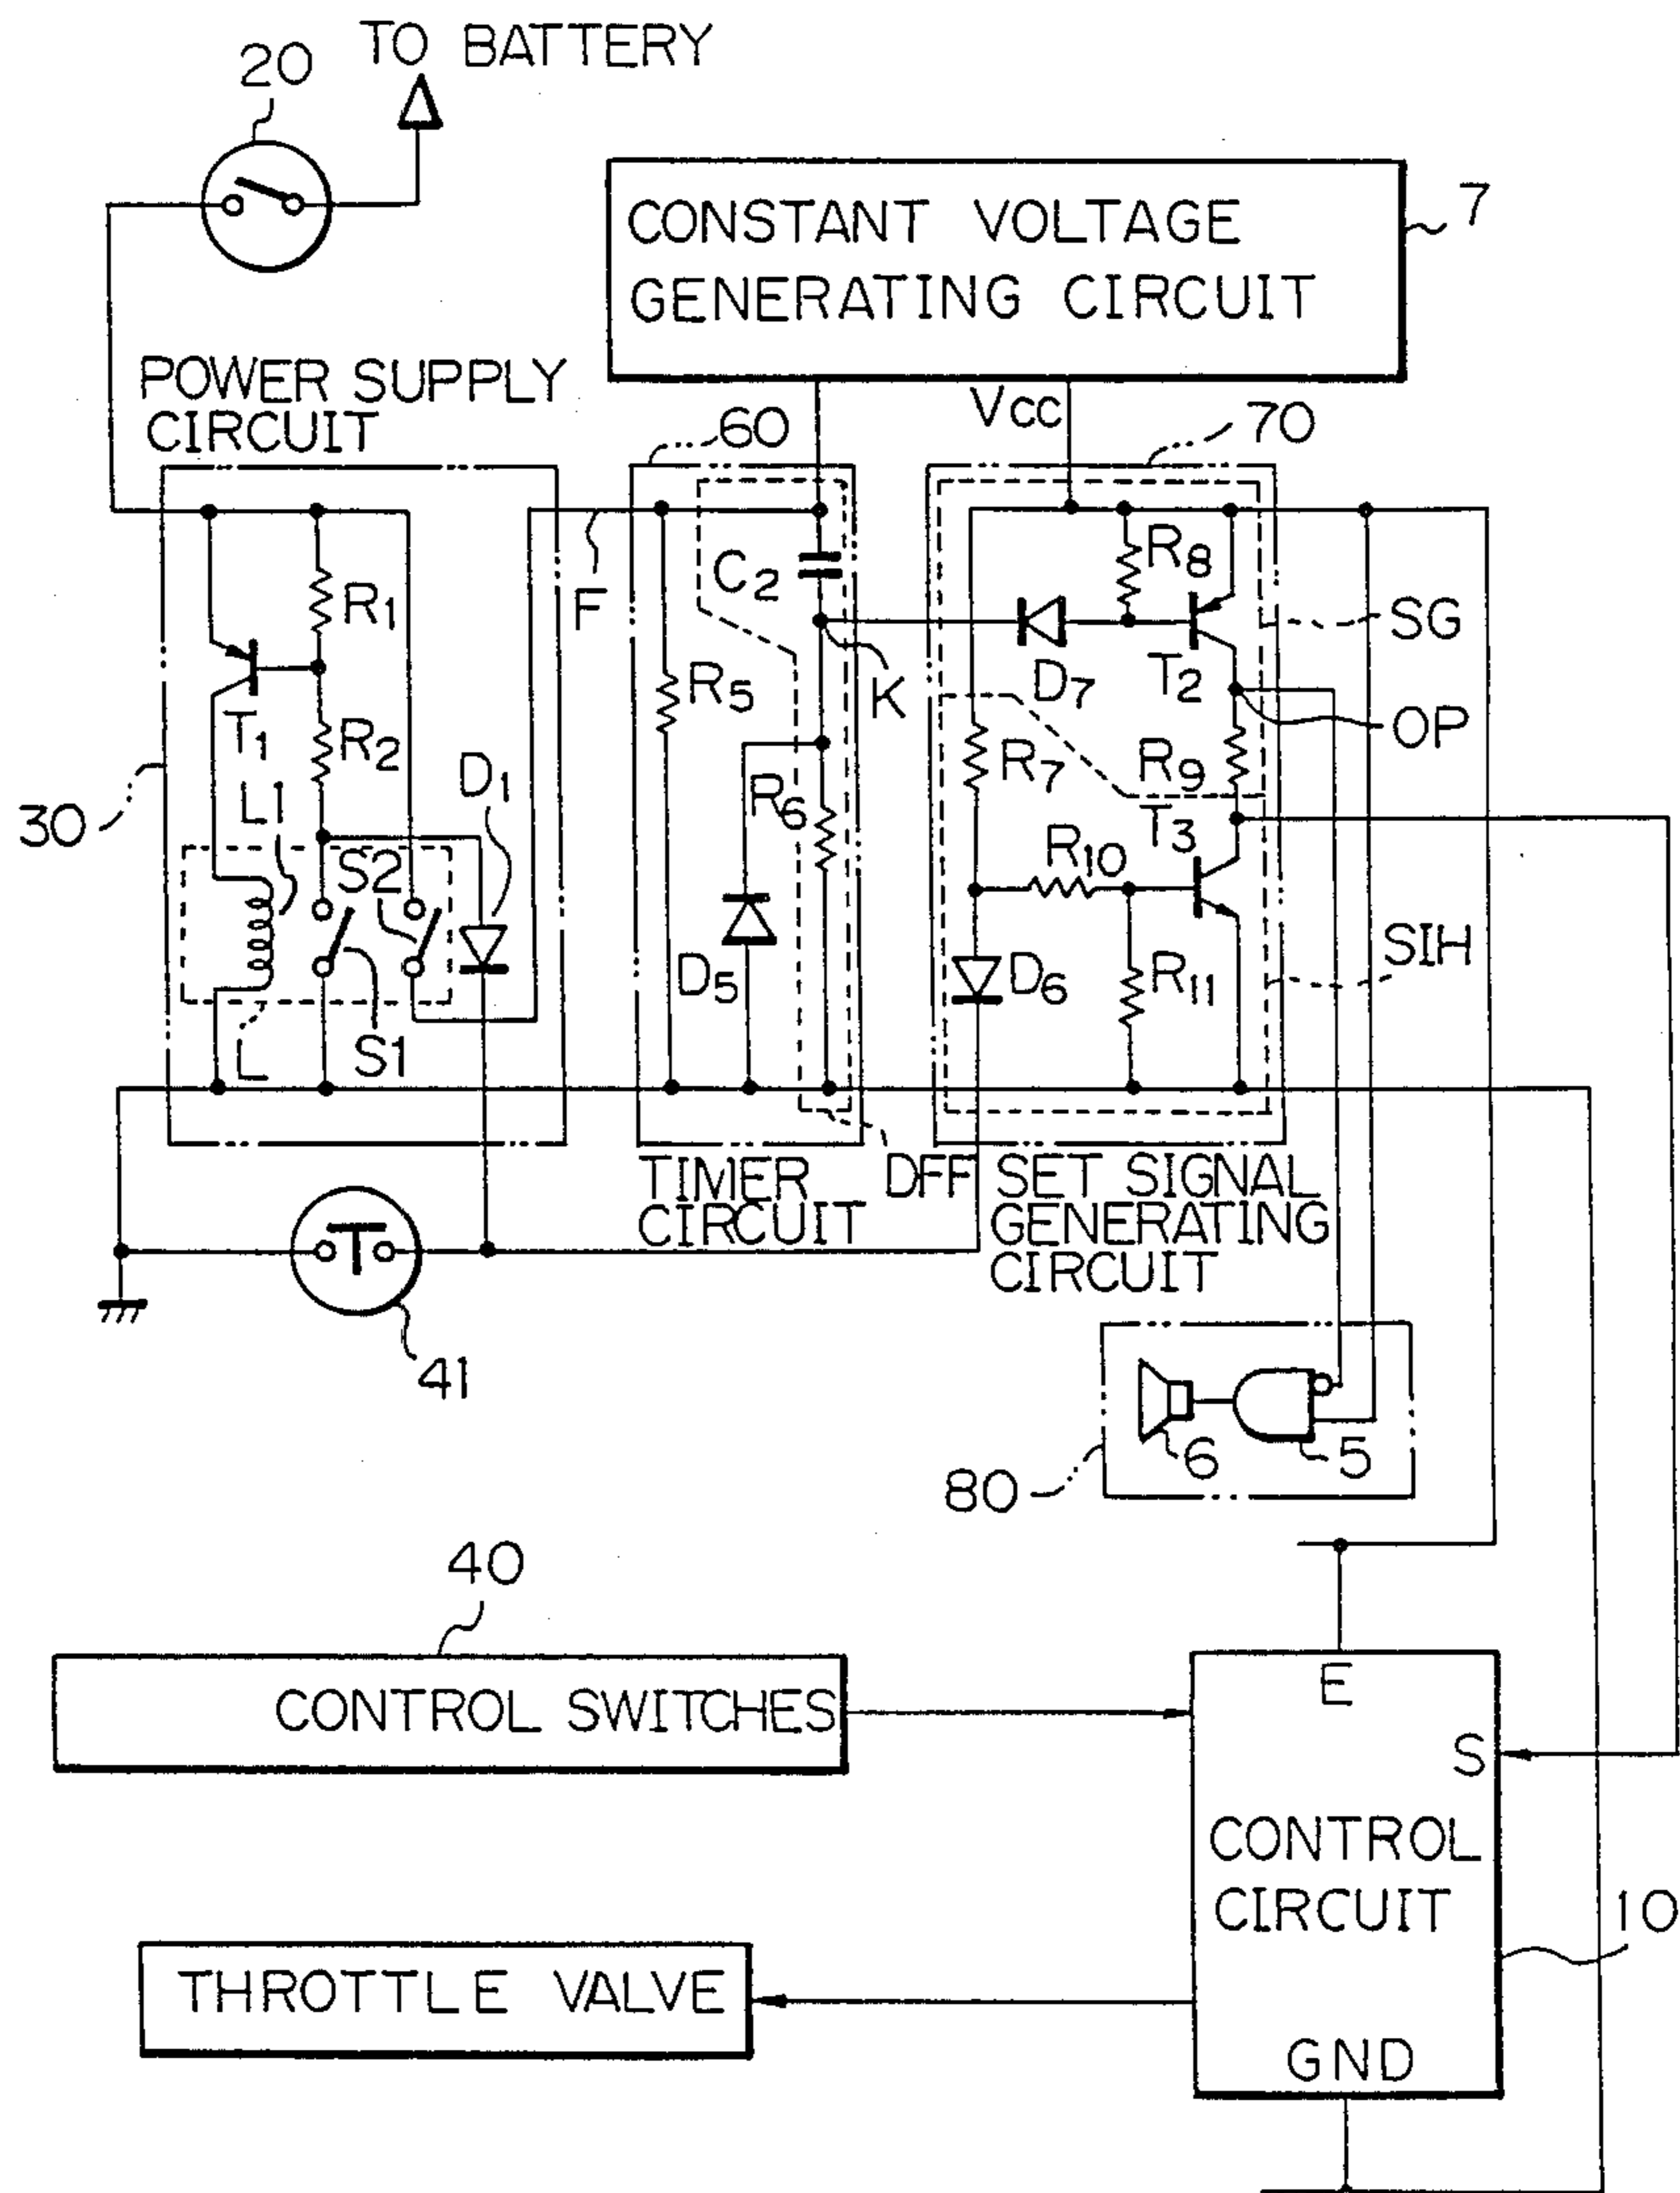 TO BATTERY
20
CONSTANT VOLTAGE
GENERATING CIRCUIT
7
POWER SUPPLY
CIRCUIT
60
Vcc
70
F
C2
R8
SG
R1
R5
K
D7
T2
OP
T1
R2
R7
R9
30
L1
D1
R6
T3
R10
S2
SIH
D5
D6
R11
L
S1
TIMER
CIRCUIT
DFF
SET SIGNAL
GENERATING
CIRCUIT
41
6
5
80
40
CONTROL SWITCHES
E
S
CONTROL
CIRCUIT
10
THROTTLE VALVE
GND